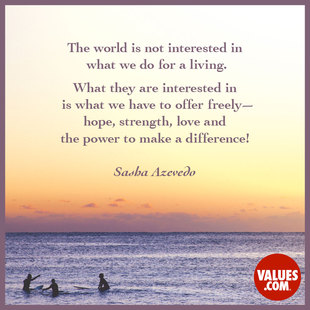 The world is not interested in
what we do for a living.
What they are interested in
is what we have to offer freely—
hope, strength, love and
the power to make a difference!
Sasha Azevedo
VALUES
.COM®